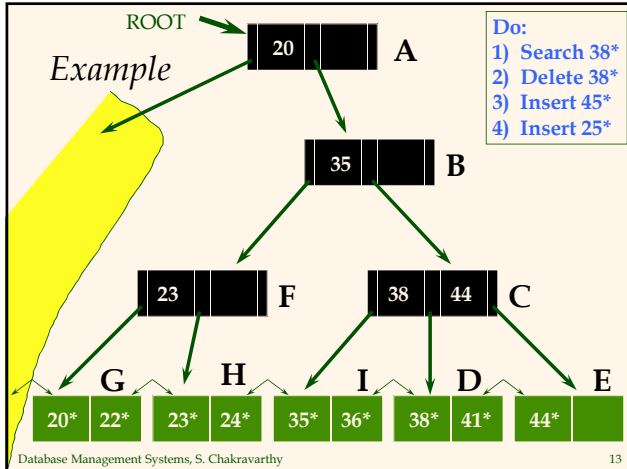 ROOT
20 A
Example
Do:
1) Search 38*
2) Delete 38*
3) Insert 45*
4) Insert 25*
35 B
23 F
38 44 C
G H I D E
20* 22* 23* 24* 35* 36* 38* 41* 44*
Database Management Systems, S. Chakravarthy 13